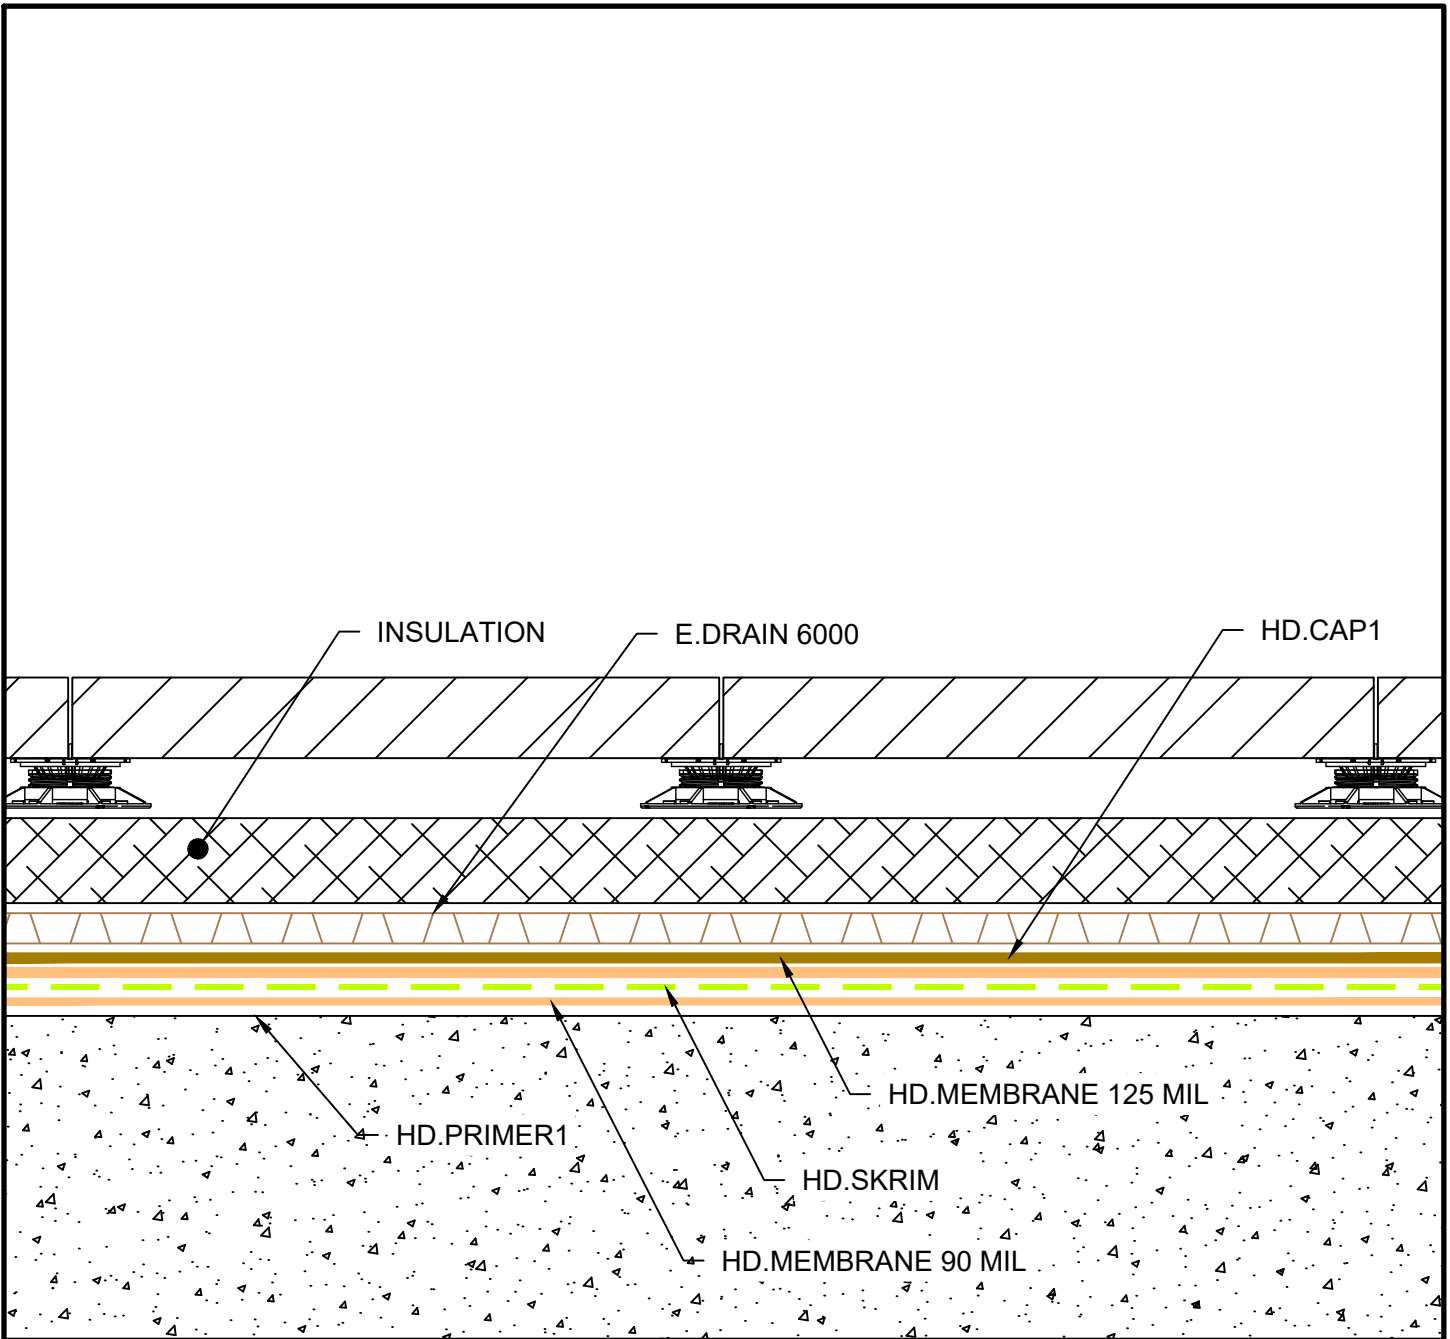 INSULATION
E.DRAIN 6000
HD.CAP1
HD.MEMBRANE 125 MIL
HD.PRIMER1
HD.SKRIM
HD.MEMBRANE 90 MIL